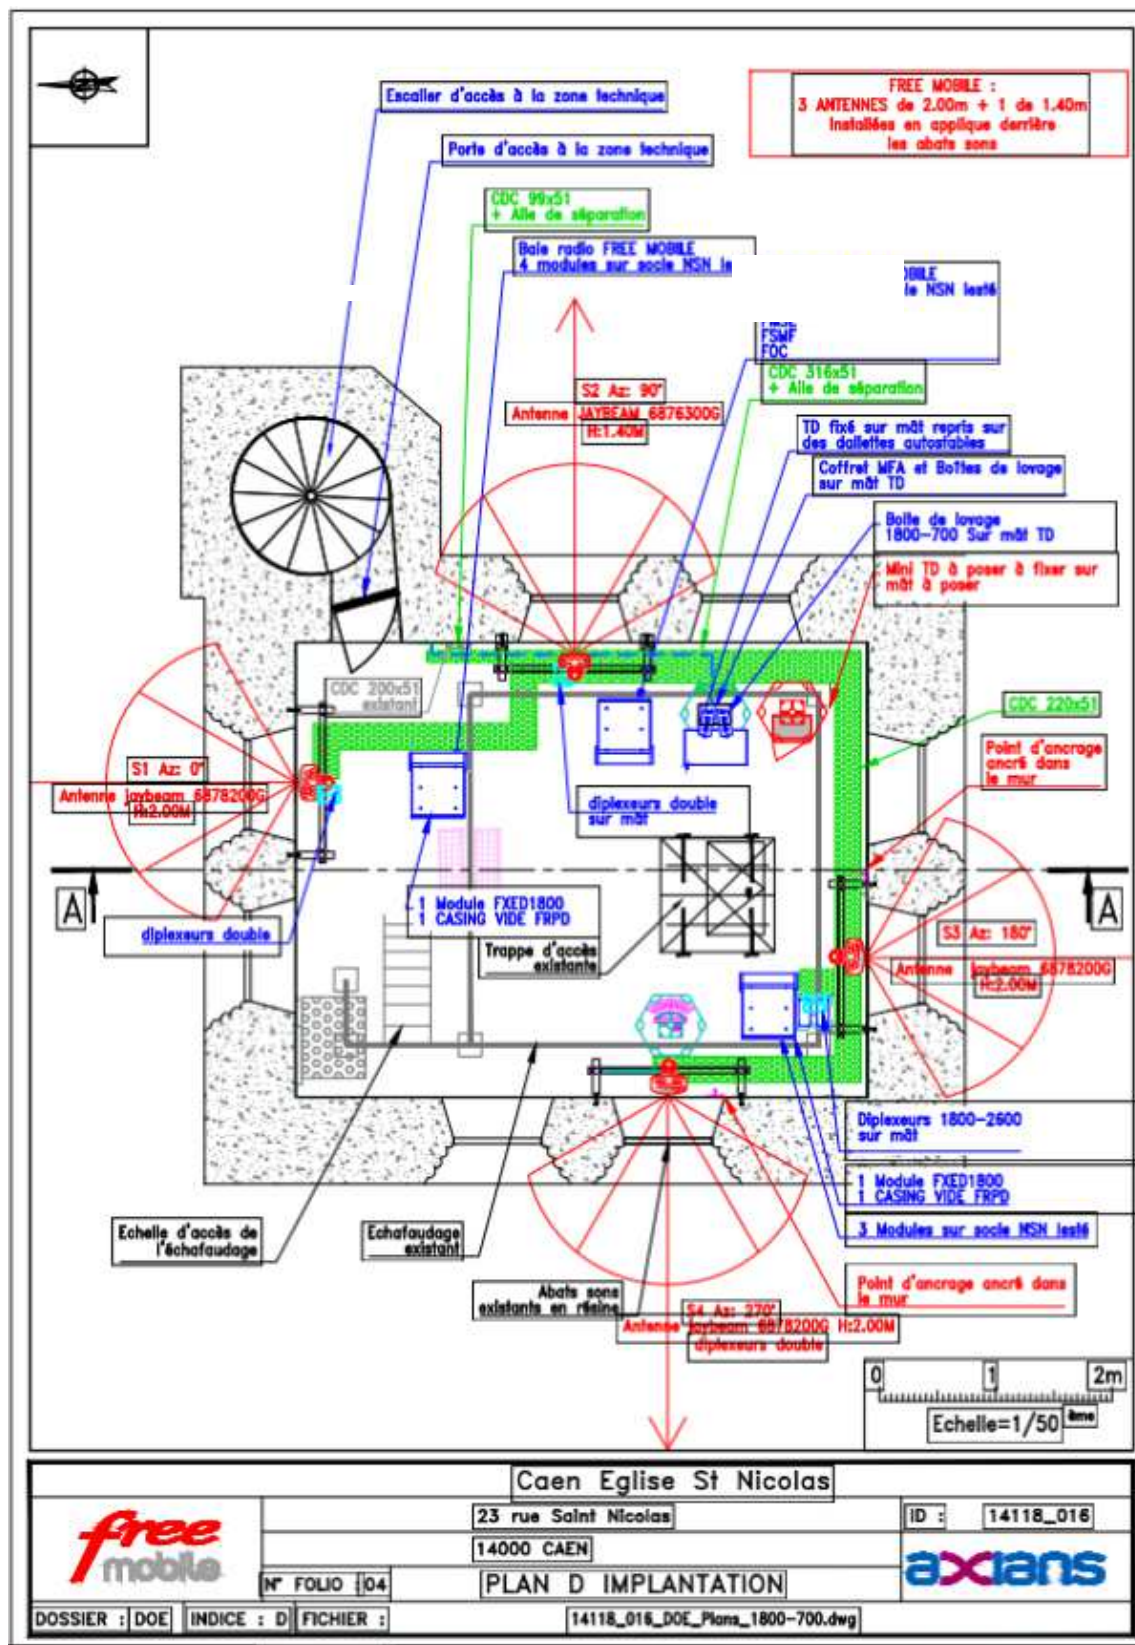 FREE MOBILE :
3 ANTENNES de 2.00m + 1 de 1.40m
Installées en applique derrière
les abats sons
Escalier d'accès à la zone technique
Porte d'accès à la zone technique
CDC 99x51
+ Aile de séparation
Baie radio FREE MOBILE
4 modules sur socle NSN le
OBILE
le NSN lesté
FSMF
FOC
CDC 316x51
+ Aile de séparation
S2 Az: 90°
Antenne JAYBEAM 6876300G
H:1.40M
TD fixé sur mât repris sur
des dallettes autostables
Coffret MFA et Boîtes de lovage
sur mât TD
Boite de lovage
1800-700 Sur mât TD
Mini TD à poser à fixer sur
mât à poser
CDC 200x51
existant
CDC 220x51
Point d'ancrage
ancré dans
le mur
S1 Az: 0°
Antenne jaybeam 6878200G
H:2.00M
diplexeurs double
sur mât
A
A
1 Module FXED1800
1 CASING VIDE FRPD
diplexeurs double
Trappe d'accès
existante
S3 Az: 180°
Antenne jaybeam 6878200G
H:2.00M
Diplexeurs 1800-2600
sur mât
1 Module FXED1800
1 CASING VIDE FRPD
3 Modules sur socle NSN lesté
Echelle d'accès de
l'échafaudage
Echafaudage
existant
Abats sons
existants en résine
Point d'ancrage ancré dans
le mur
S4 Az: 270°
Antenne jaybeam 6878200G H:2.00M
diplexeurs double
0 1 2m
Echelle=1/50 ème
Caen Eglise St Nicolas
free
mobile
23 rue Saint Nicolas
ID : 14118_016
14000 CAEN
axians
N° FOLIO : 04
PLAN D IMPLANTATION
DOSSIER : DOE INDICE : D FICHIER : 14118_016_DOE_Plans_1800-700.dwg